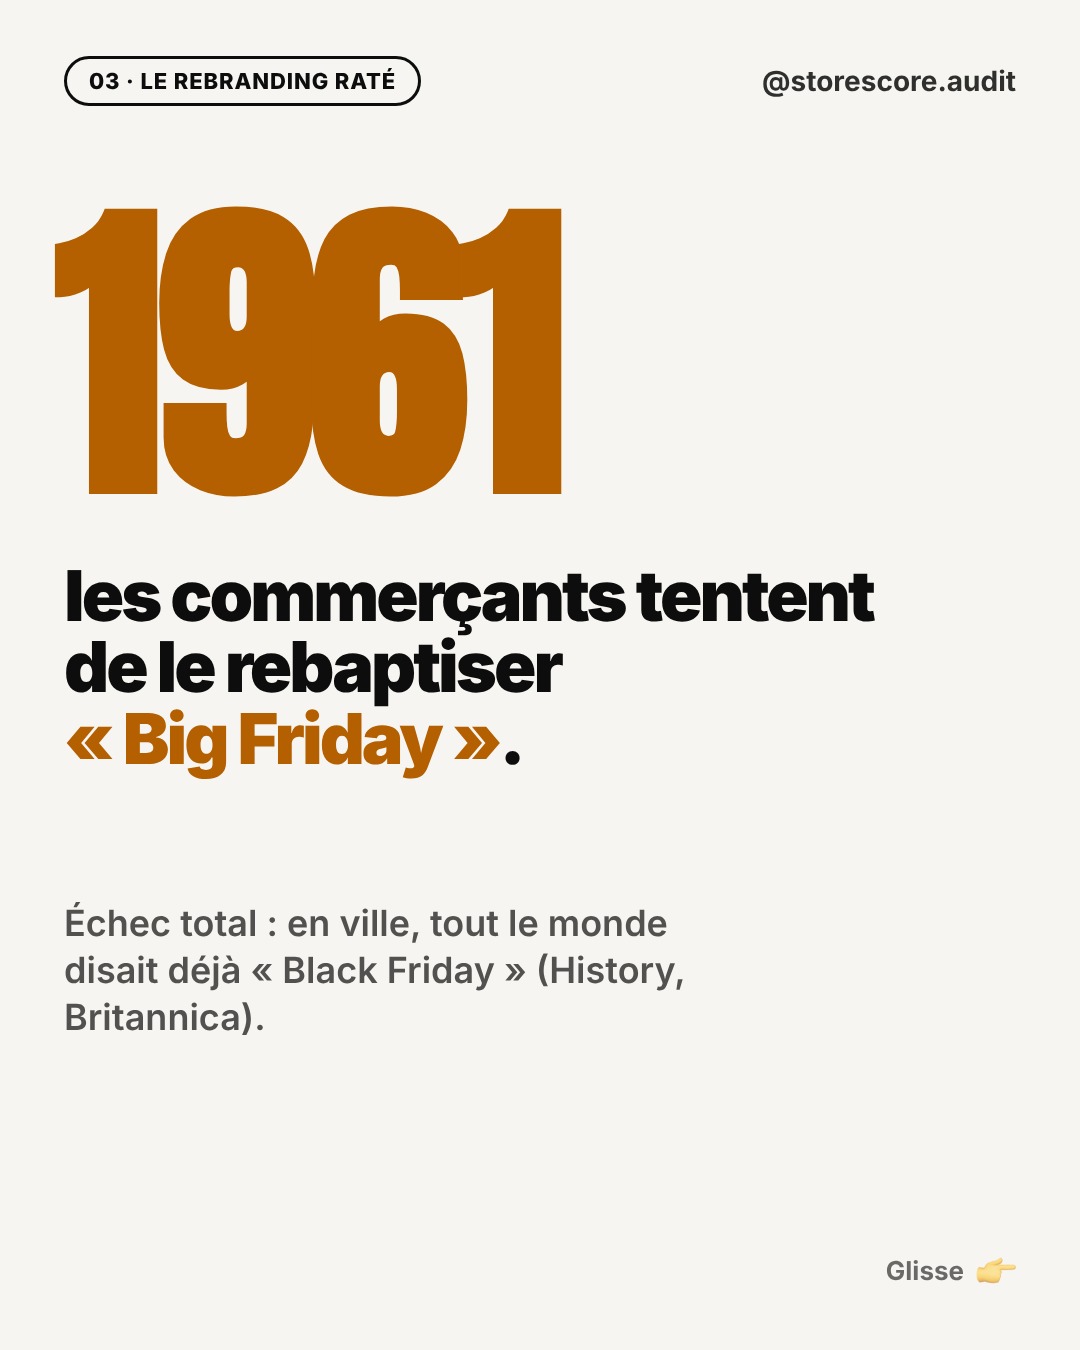 03 · LE REBRANDING RATÉ
@storescore.audit
1961
les commerçants tentent
de le rebaptiser
« Big Friday ».
Échec total : en ville, tout le monde
disait déjà « Black Friday » (History,
Britannica).
Glisse 👉